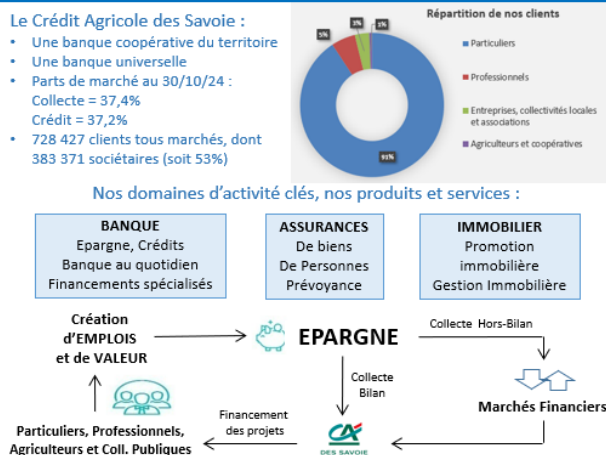 Le Crédit Agricole des Savoie :
• Une banque coopérative du territoire
• Une banque universelle
• Parts de marché au 30/10/24 :
Collecte = 37,4%
Crédit = 37,2%
• 728 427 clients tous marchés, dont
383 371 sociétaires (soit 53%)
Répartition de nos clients
5%
3%
1%
91%
Particuliers
Professionnels
Entreprises, collectivités locales
et associations
Agriculteurs et coopératives
Nos domaines d'activité clés, nos produits et services :
BANQUE
Epargne, Crédits
Banque au quotidien
Financements spécialisés
ASSURANCES
De biens
De Personnes
Prévoyance
IMMOBILIER
Promotion
immobilière
Gestion Immobilière
Création
d'EMPLOIS
et de VALEUR
EPARGNE
Collecte Hors-Bilan
Collecte
Bilan
Marchés Financiers
Financement
des projets
Particuliers, Professionnels,
Agriculteurs et Coll. Publiques
CA
DES SAVOIE